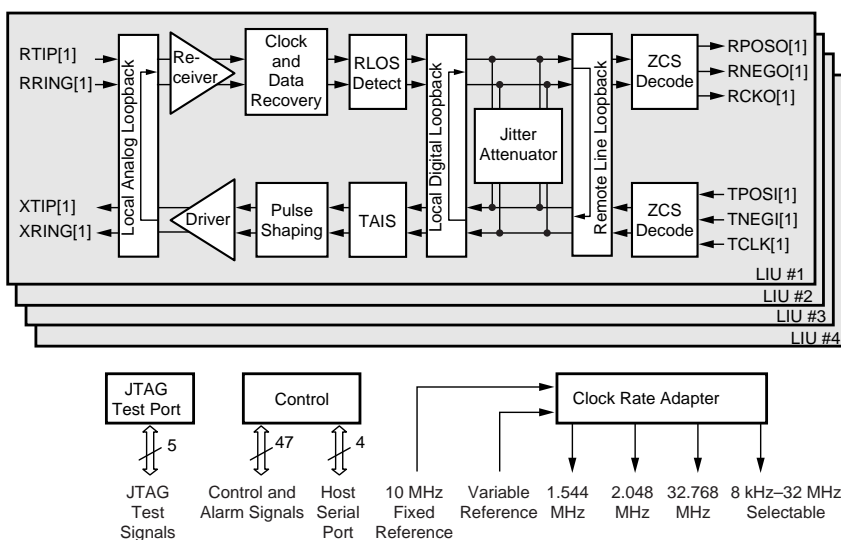 RTIP[1]
RRING[1]
XTIP[1]
XRING[1]
Local Analog Loopback
Re-
ceiver
Clock
and
Data
Recovery
RLOS
Detect
Local Digital Loopback
Jitter
Attenuator
Remote Line Loopback
ZCS
Decode
RPOSO[1]
RNEGO[1]
RCKO[1]
Driver
Pulse
Shaping
TAIS
ZCS
Decode
TPOSI[1]
TNEGI[1]
TCLK[1]
LIU #1
LIU #2
LIU #3
LIU #4
JTAG
Test Port
5
JTAG
Test
Signals
Control
47
4
Control and
Alarm Signals
Host
Serial
Port
Clock Rate Adapter
10 MHz
Fixed
Reference
Variable
Reference
1.544
MHz
2.048
MHz
32.768
MHz
8 kHz–32 MHz
Selectable